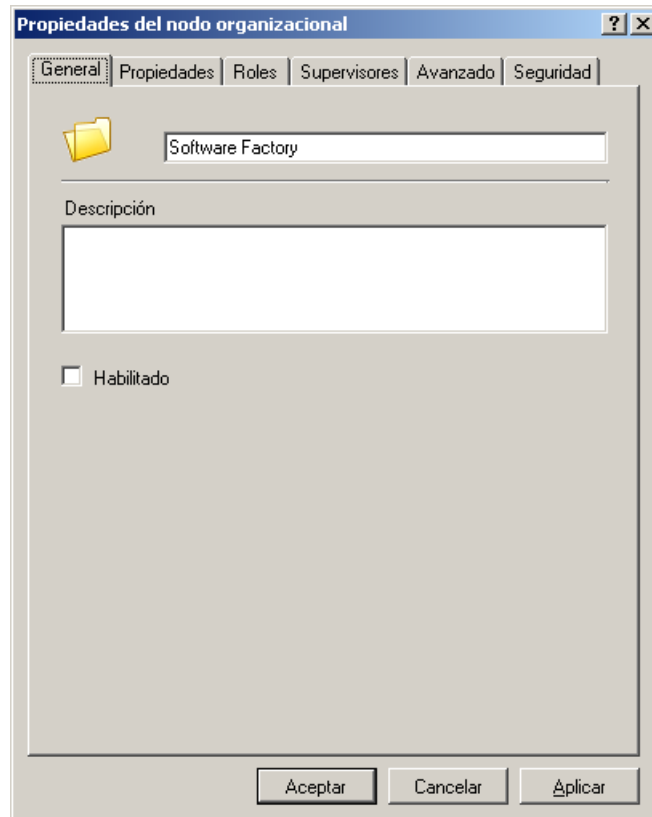 Propiedades del nodo organizacional
General Propiedades Roles Supervisores Avanzado Seguridad
Software Factory
Descripción
Habilitado
Aceptar Cancelar Aplicar